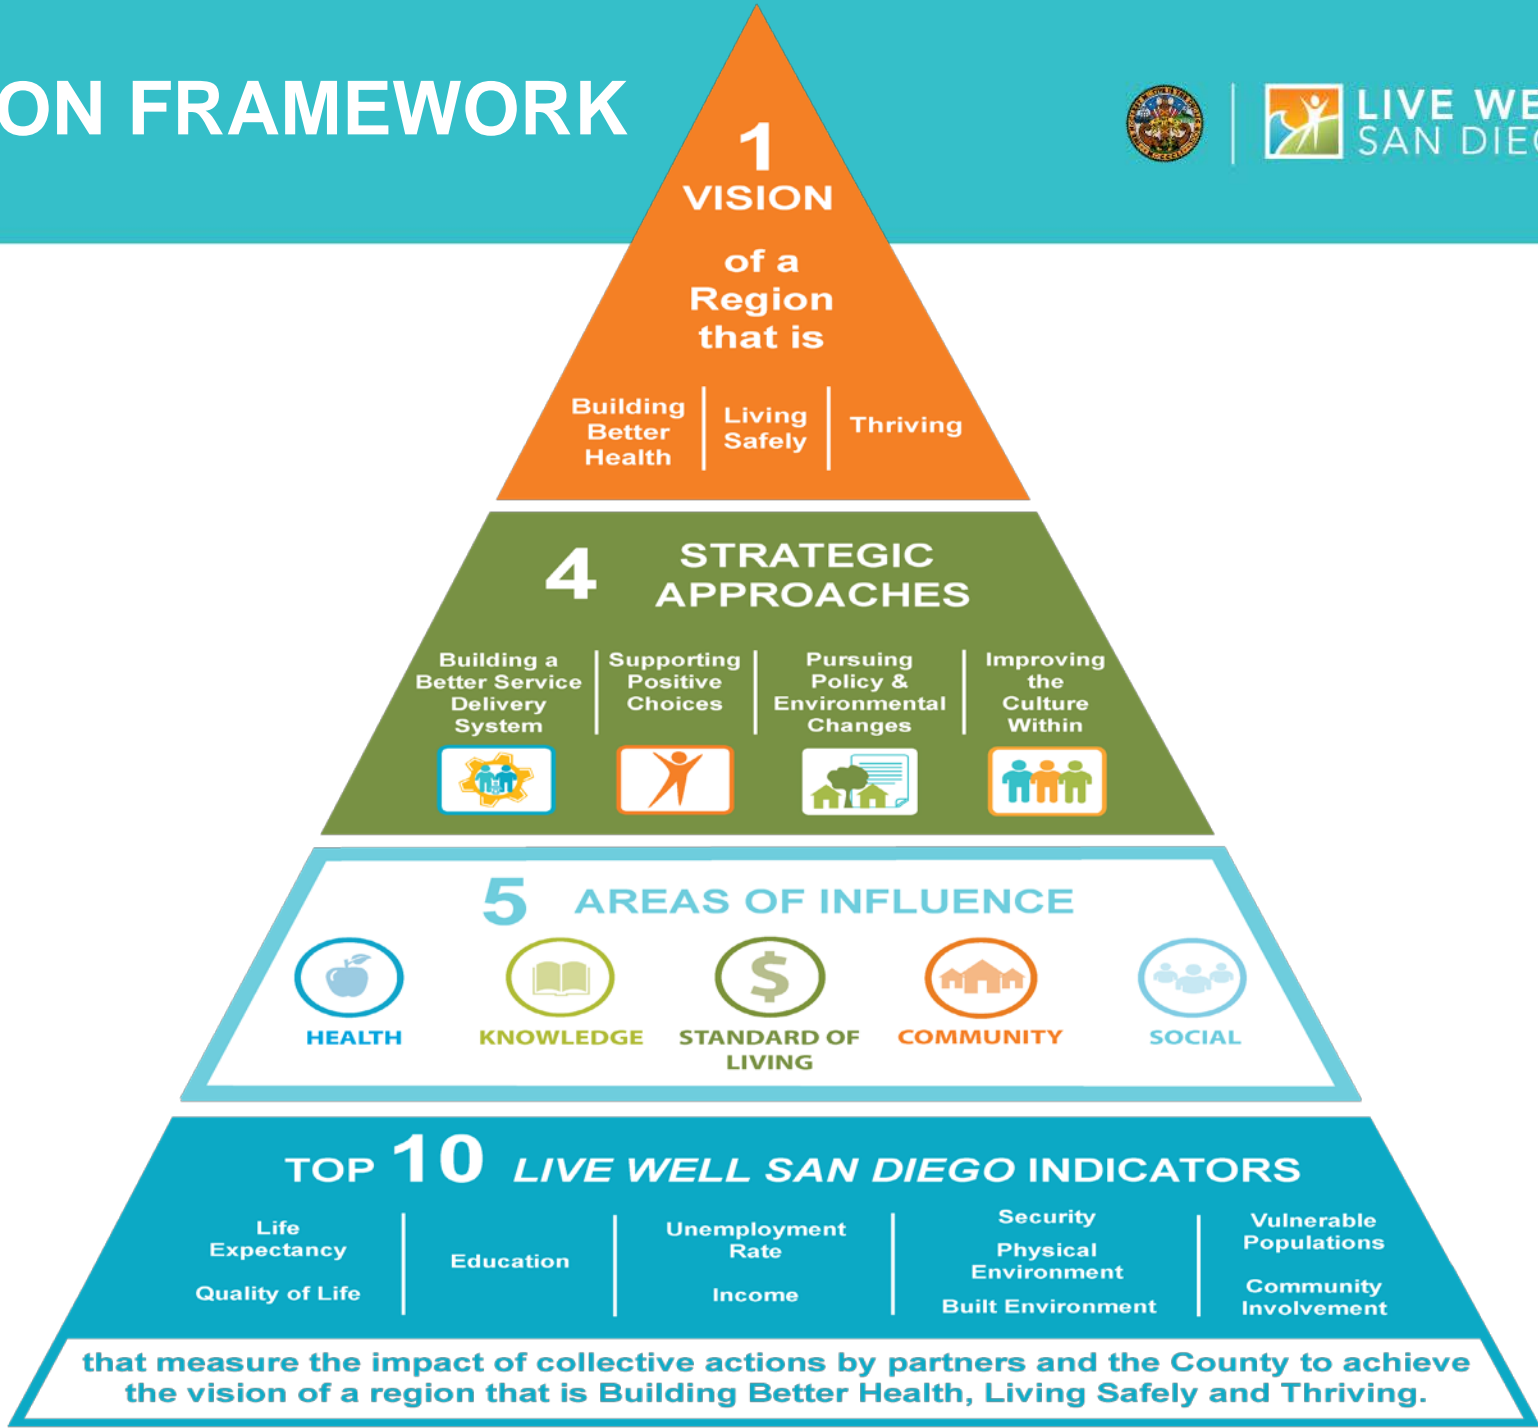 ON FRAMEWORK
LIVE WE
SAN DIEG
1
VISION
of a
Region
that is
Building
Better
Health
Living
Safely
Thriving
4
STRATEGIC
APPROACHES
Building a
Better Service
Delivery
System
Supporting
Positive
Choices
Pursuing
Policy &
Environmental
Changes
Improving
the
Culture
Within
5 AREAS OF INFLUENCE
HEALTH
KNOWLEDGE
STANDARD OF
LIVING
COMMUNITY
SOCIAL
$
TOP 10 LIVE WELL SAN DIEGO INDICATORS
Life
Expectancy
Quality of Life
Education
Unemployment
Rate
Income
Security
Physical
Environment
Built Environment
Vulnerable
Populations
Community
Involvement
that measure the impact of collective actions by partners and the County to achieve
the vision of a region that is Building Better Health, Living Safely and Thriving.